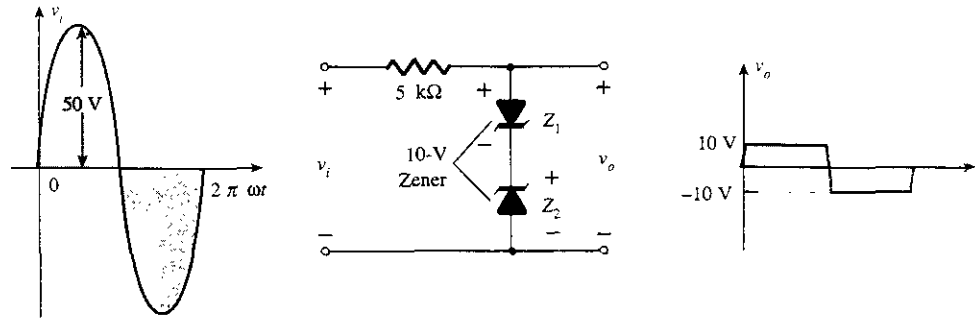 v_i
50 V
0
2 π ωt
+
5 kΩ
+
+
Z_1
−
v_i
10-V
Zener
+
v_o
Z_2
−
−
−
v_o
10 V
−10 V